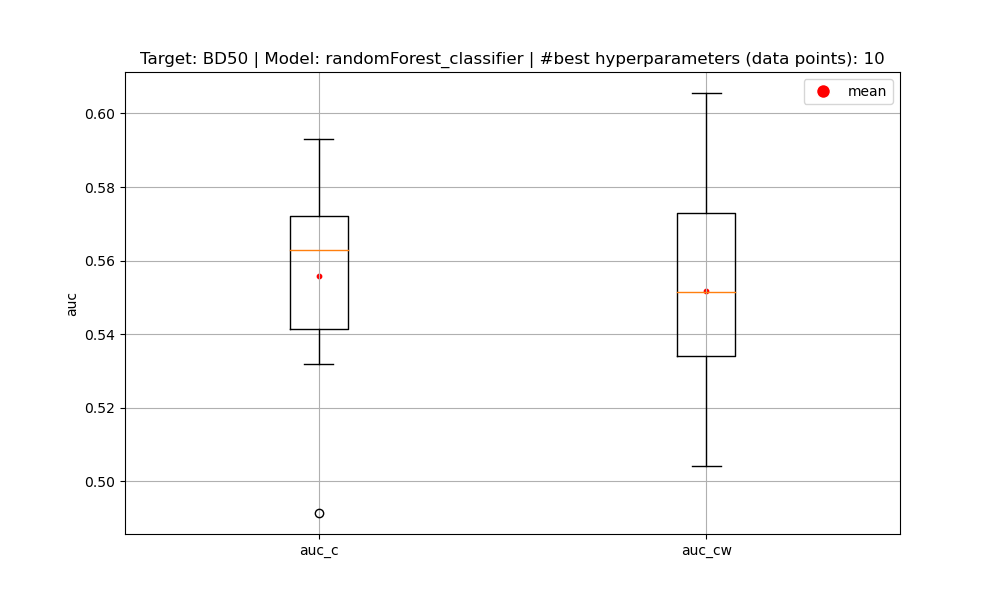 Target: BD50 | Model: randomForest_classifier | #best hyperparameters (data points): 10
mean
0.60
0.58
0.56
0.54
0.52
0.50
auc
auc_c
auc_cw